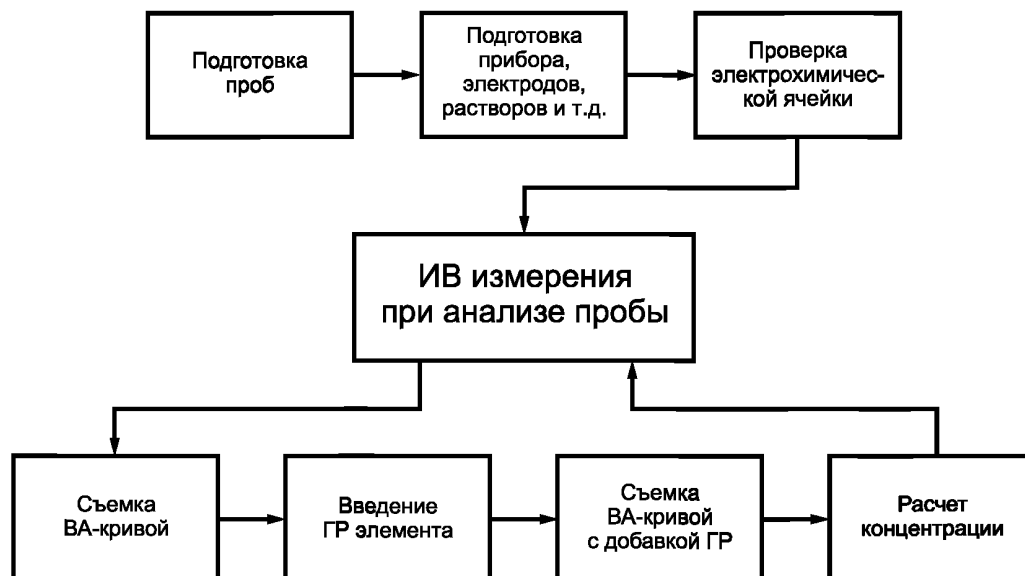 Подготовка
проб
Подготовка
прибора,
электродов,
растворов и т.д.
Проверка
электрохимичес-
кой ячейки
ИВ измерения
при анализе пробы
Съемка
ВА-кривой
Введение
ГР элемента
Съемка
ВА-кривой
с добавкой ГР
Расчет
концентрации